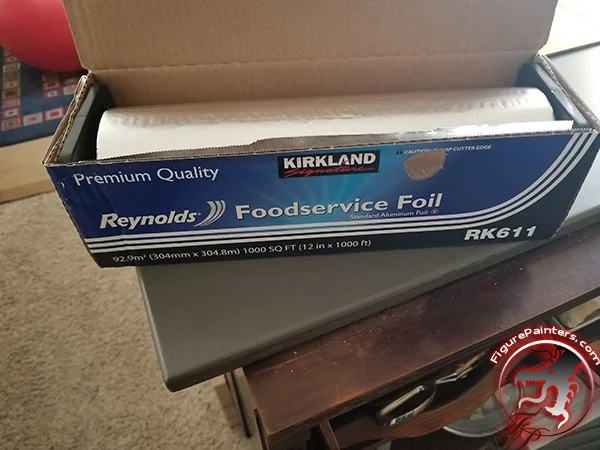 KIRKLAND
Signature
CAUTION: SHARP CUTTER EDGE
Premium Quality
Reynolds Foodservice Foil
Standard Aluminum Foil
RK611
92.9m² (304mm x 304.8m) 1000 SQ FT (12 in x 1000 ft)
FigurePainters.com
FP